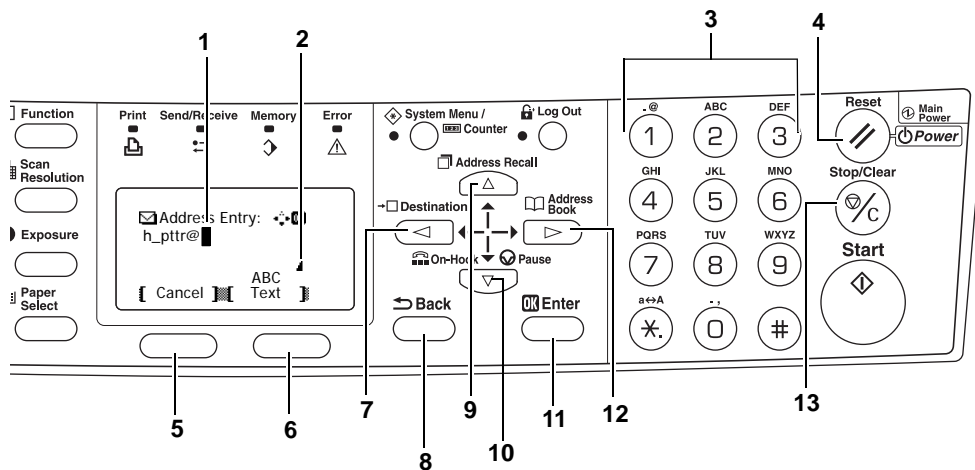 1 2 3 4
Function
Scan
Resolution
Exposure
Paper
Select
Print Send/Receive Memory Error
Address Entry: OK
h_pttr@
ABC
[ Cancel ] [ Text ]
System Menu /
Counter
Log Out
Address Recall
Destination
Address
Book
On-Hook
Pause
Back
OK Enter
.@ ABC DEF
1 2 3
GHI JKL MNO
4 5 6
PQRS TUV WXYZ
7 8 9
a↔A - ,
*. 0 #
Reset
Main
Power
Power
Stop/Clear
/C
Start
5 6 7 8 9 10 11 12 13